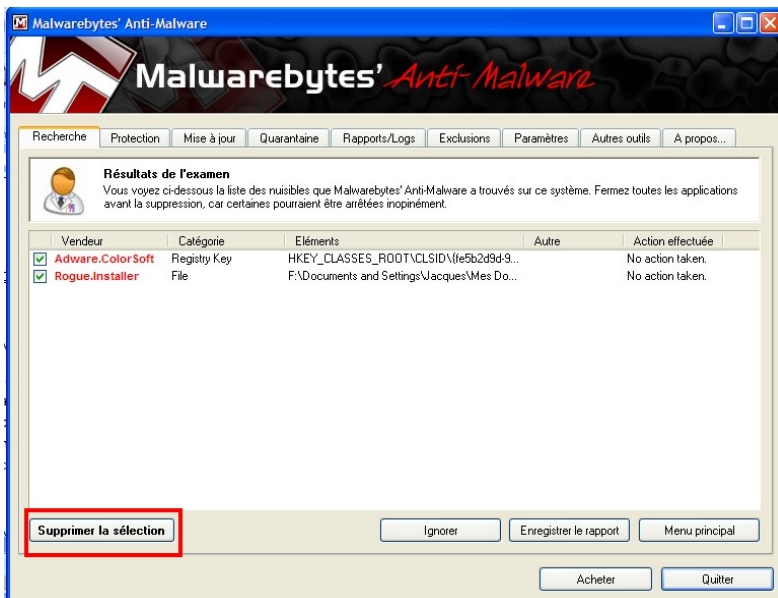 Malwarebytes' Anti-Malware
Malwarebytes' Anti-Malware
Recherche Protection Mise à jour Quarantaine Rapports/Logs Exclusions Paramètres Autres outils A propos...
Résultats de l'examen
Vous voyez ci-dessous la liste des nuisibles que Malwarebytes' Anti-Malware a trouvés sur ce système. Fermez toutes les applications
avant la suppression, car certaines pourraient être arrêtées inopinément.
Vendeur Catégorie Eléments Autre Action effectuée
Adware.ColorSoft Registry Key HKEY_CLASSES_ROOT\CLSID\{fe5b2d9d-9... No action taken.
Rogue.Installer File F:\Documents and Settings\Jacques\Mes Do... No action taken.
Supprimer la sélection Ignorer Enregistrer le rapport Menu principal
Acheter Quitter